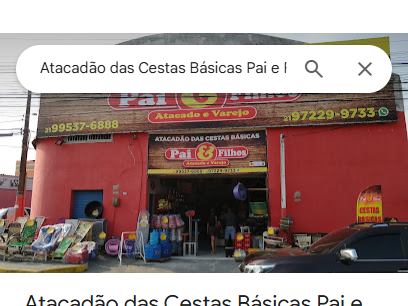 Atacadão das Cestas Básicas Pai e F
Pai & Filhos
Atacado e Varejo
21 99537-6888
21 97229-9733
ATACADÃO DAS CESTAS BÁSICAS
Pai & Filhos
Atacado e Varejo
CESTAS
BÁSICAS
Atacadão das Cestas Básicas Pai e